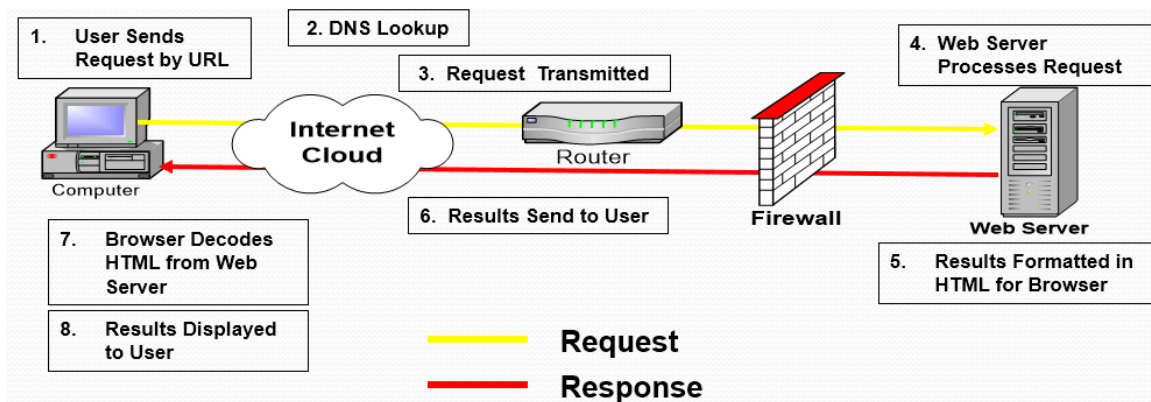 1. User Sends
Request by URL
2. DNS Lookup
3. Request Transmitted
4. Web Server
Processes Request
Internet
Cloud
Router
Computer
Firewall
Web Server
6. Results Send to User
7. Browser Decodes
HTML from Web
Server
5. Results Formatted in
HTML for Browser
8. Results Displayed
to User
Request
Response